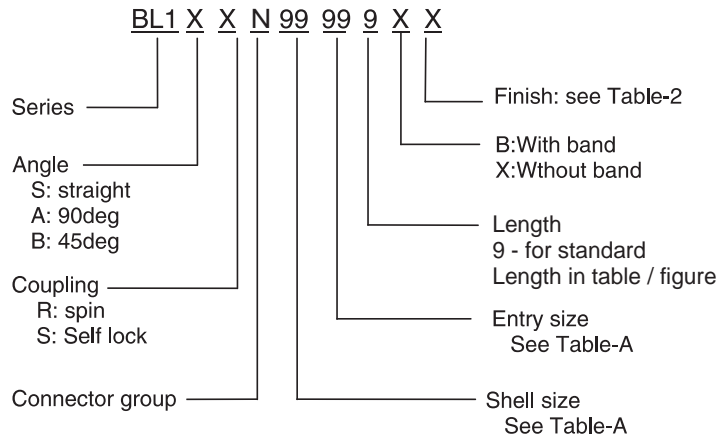 BL1 X X N 99 99 9 X X
Series
Angle
S: straight
A: 90deg
B: 45deg
Coupling
R: spin
S: Self lock
Connector group
Finish: see Table-2
B:With band
X:Wthout band
Length
9 - for standard
Length in table / figure
Entry size
See Table-A
Shell size
See Table-A